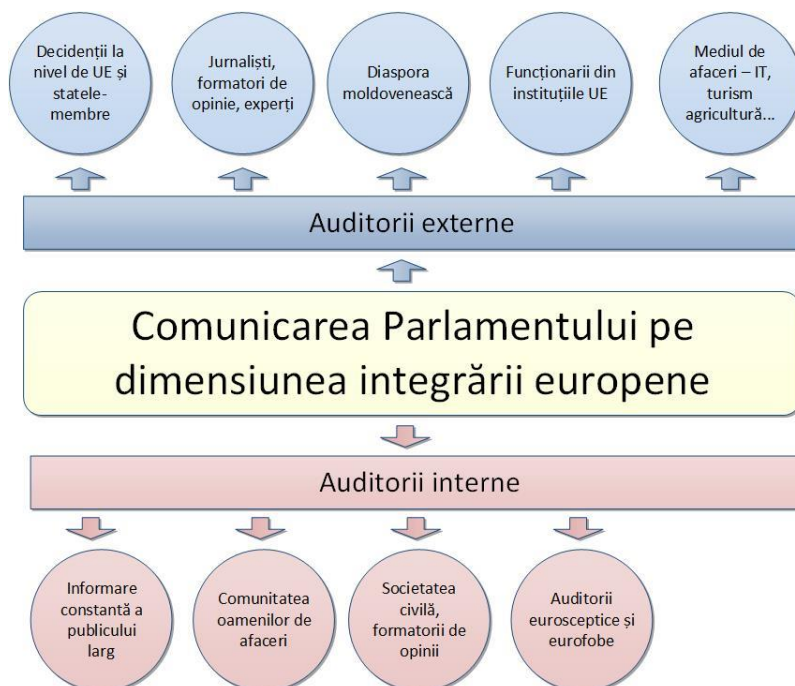 Decidenții la
nivel de UE și
statele-
membre
Jurnaliști,
formatori de
opinie, experți
Diaspora
moldovenească
Funcționarii din
instituțiile UE
Mediul de
afaceri – IT,
turism
agricultură...
Auditorii externe
Comunicarea Parlamentului pe
dimensiunea integrării europene
Auditorii interne
Informare
constantă a
publicului
larg
Comunitatea
oamenilor de
afaceri
Societatea
civilă,
formatorii de
opinii
Auditorii
eurosceptice și
eurofobe